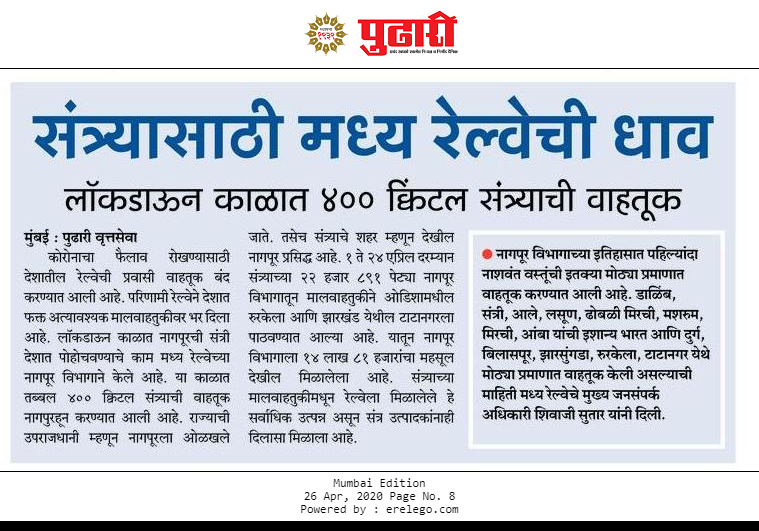 पुढारी
संत्र्यासाठी मध्य रेल्वेची धाव
लॉकडाऊन काळात ४०० क्विंटल संत्र्याची वाहतूक
मुंबई : पुढारी वृत्तसेवा
कोरोनाचा फैलाव रोखण्यासाठी
देशातील रेल्वेची प्रवासी वाहतूक बंद
करण्यात आली आहे. परिणामी रेल्वेने देशात
फक्त अत्यावश्यक मालवाहतुकीवर भर दिला
आहे. लॉकडाऊन काळात नागपूरची संत्री
देशात पोहोचवण्याचे काम मध्य रेल्वेच्या
नागपूर विभागाने केले आहे. या काळात
तब्बल ४०० क्विटल संत्र्याची वाहतूक
नागपुरहून करण्यात आली आहे. राज्याची
उपराजधानी म्हणून नागपूरला ओळखले
जाते. तसेच संत्र्याचे शहर म्हणून देखील
नागपूर प्रसिद्ध आहे. १ ते २४ एप्रिल दरम्यान
संत्र्याच्या २२ हजार ८९१ पेट्या नागपूर
विभागातून मालवाहतुकीने ओडिशामधील
रुरकेला आणि झारखंड येथील टाटानगरला
पाठवण्यात आल्या आहे. यातून नागपूर
विभागाला १४ लाख ८१ हजारांचा महसूल
देखील मिळालेला आहे. संत्र्याच्या
मालवाहतुकीमधून रेल्वेला मिळालेले हे
सर्वाधिक उत्पन्न असून संत्र उत्पादकांनाही
दिलासा मिळाला आहे.
● नागपूर विभागाच्या इतिहासात पहिल्यांदा
नाशवंत वस्तूंची इतक्या मोठ्या प्रमाणात
वाहतूक करण्यात आली आहे. डाळिंब,
संत्री, आले, लसूण, ढोबळी मिरची, मशरुम,
मिरची, आंबा यांची इशान्य भारत आणि दुर्ग,
बिलासपूर, झारसुंगडा, रुरकेला, टाटानगर येथे
मोठ्या प्रमाणात वाहतूक केली असल्याची
माहिती मध्य रेल्वेचे मुख्य जनसंपर्क
अधिकारी शिवाजी सुतार यांनी दिली.
Mumbai Edition
26 Apr, 2020 Page No. 8
Powered by : erelego.com